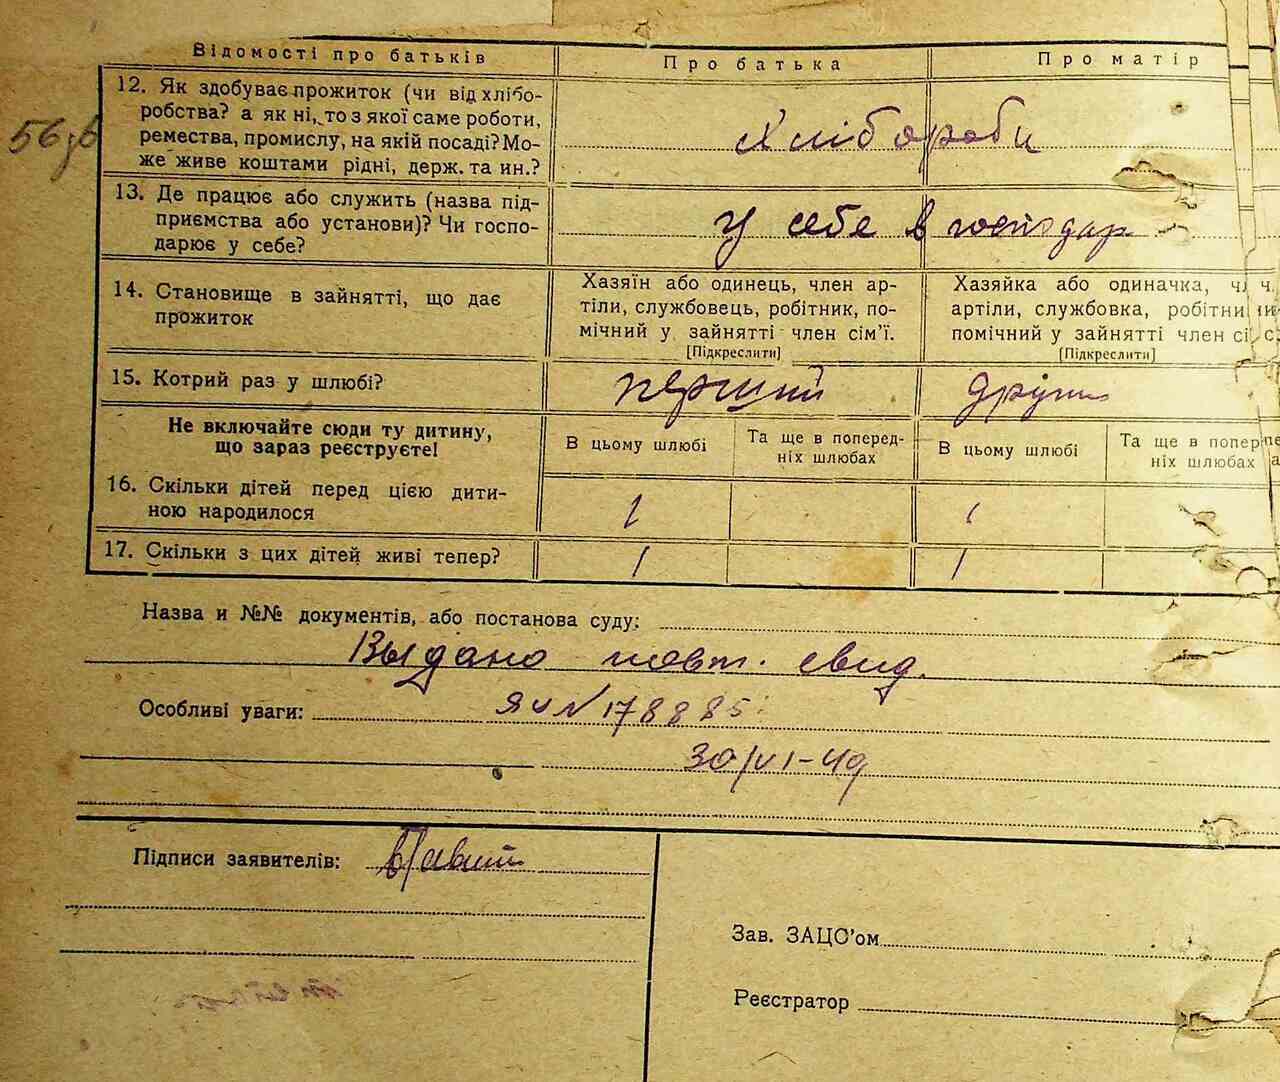 Відомості про батьків Про батька Про матір
12. Як здобуває прожиток (чи від хлібо-
робства? а як ні, то з якої саме роботи,
ремества, промислу, на якій посаді? Мо-
же живе коштами рідні, держ. та ин.?
Хлібороби
56
13. Де працює або служить (назва під-
приємства або установи)? Чи госпо-
дарює у себе?
у себе в господар
14. Становище в зайнятті, що дає
прожиток
Хазяїн або одинець, член ар-
тіли, службовець, робітник, по-
мічний у зайнятті член сім'ї.
[Підкреслити]
Хазяйка або одиначка,
артіли, службовка,
помічний у зайнятті член
[Підкреслити]
15. Котрий раз у шлюбі? перший други
Не включайте сюди ту дитину,
що зараз реєструєте!
В цьому шлюбі
Та ще в поперед-
ніх шлюбах
В цьому шлюбі
Та ще в попер
ніх шлюбах
16. Скільки дітей перед цією дити-
ною народилося
1 1
17. Скільки з цих дітей живі тепер? 1 1
Назва и №№ документів, або постанова суду:
Выдано повт. свид.
Особливі уваги: ЯЧ № 178885
30/VI-49
Підписи заявителів:
Зав. ЗАЦС'ом
Реєстратор